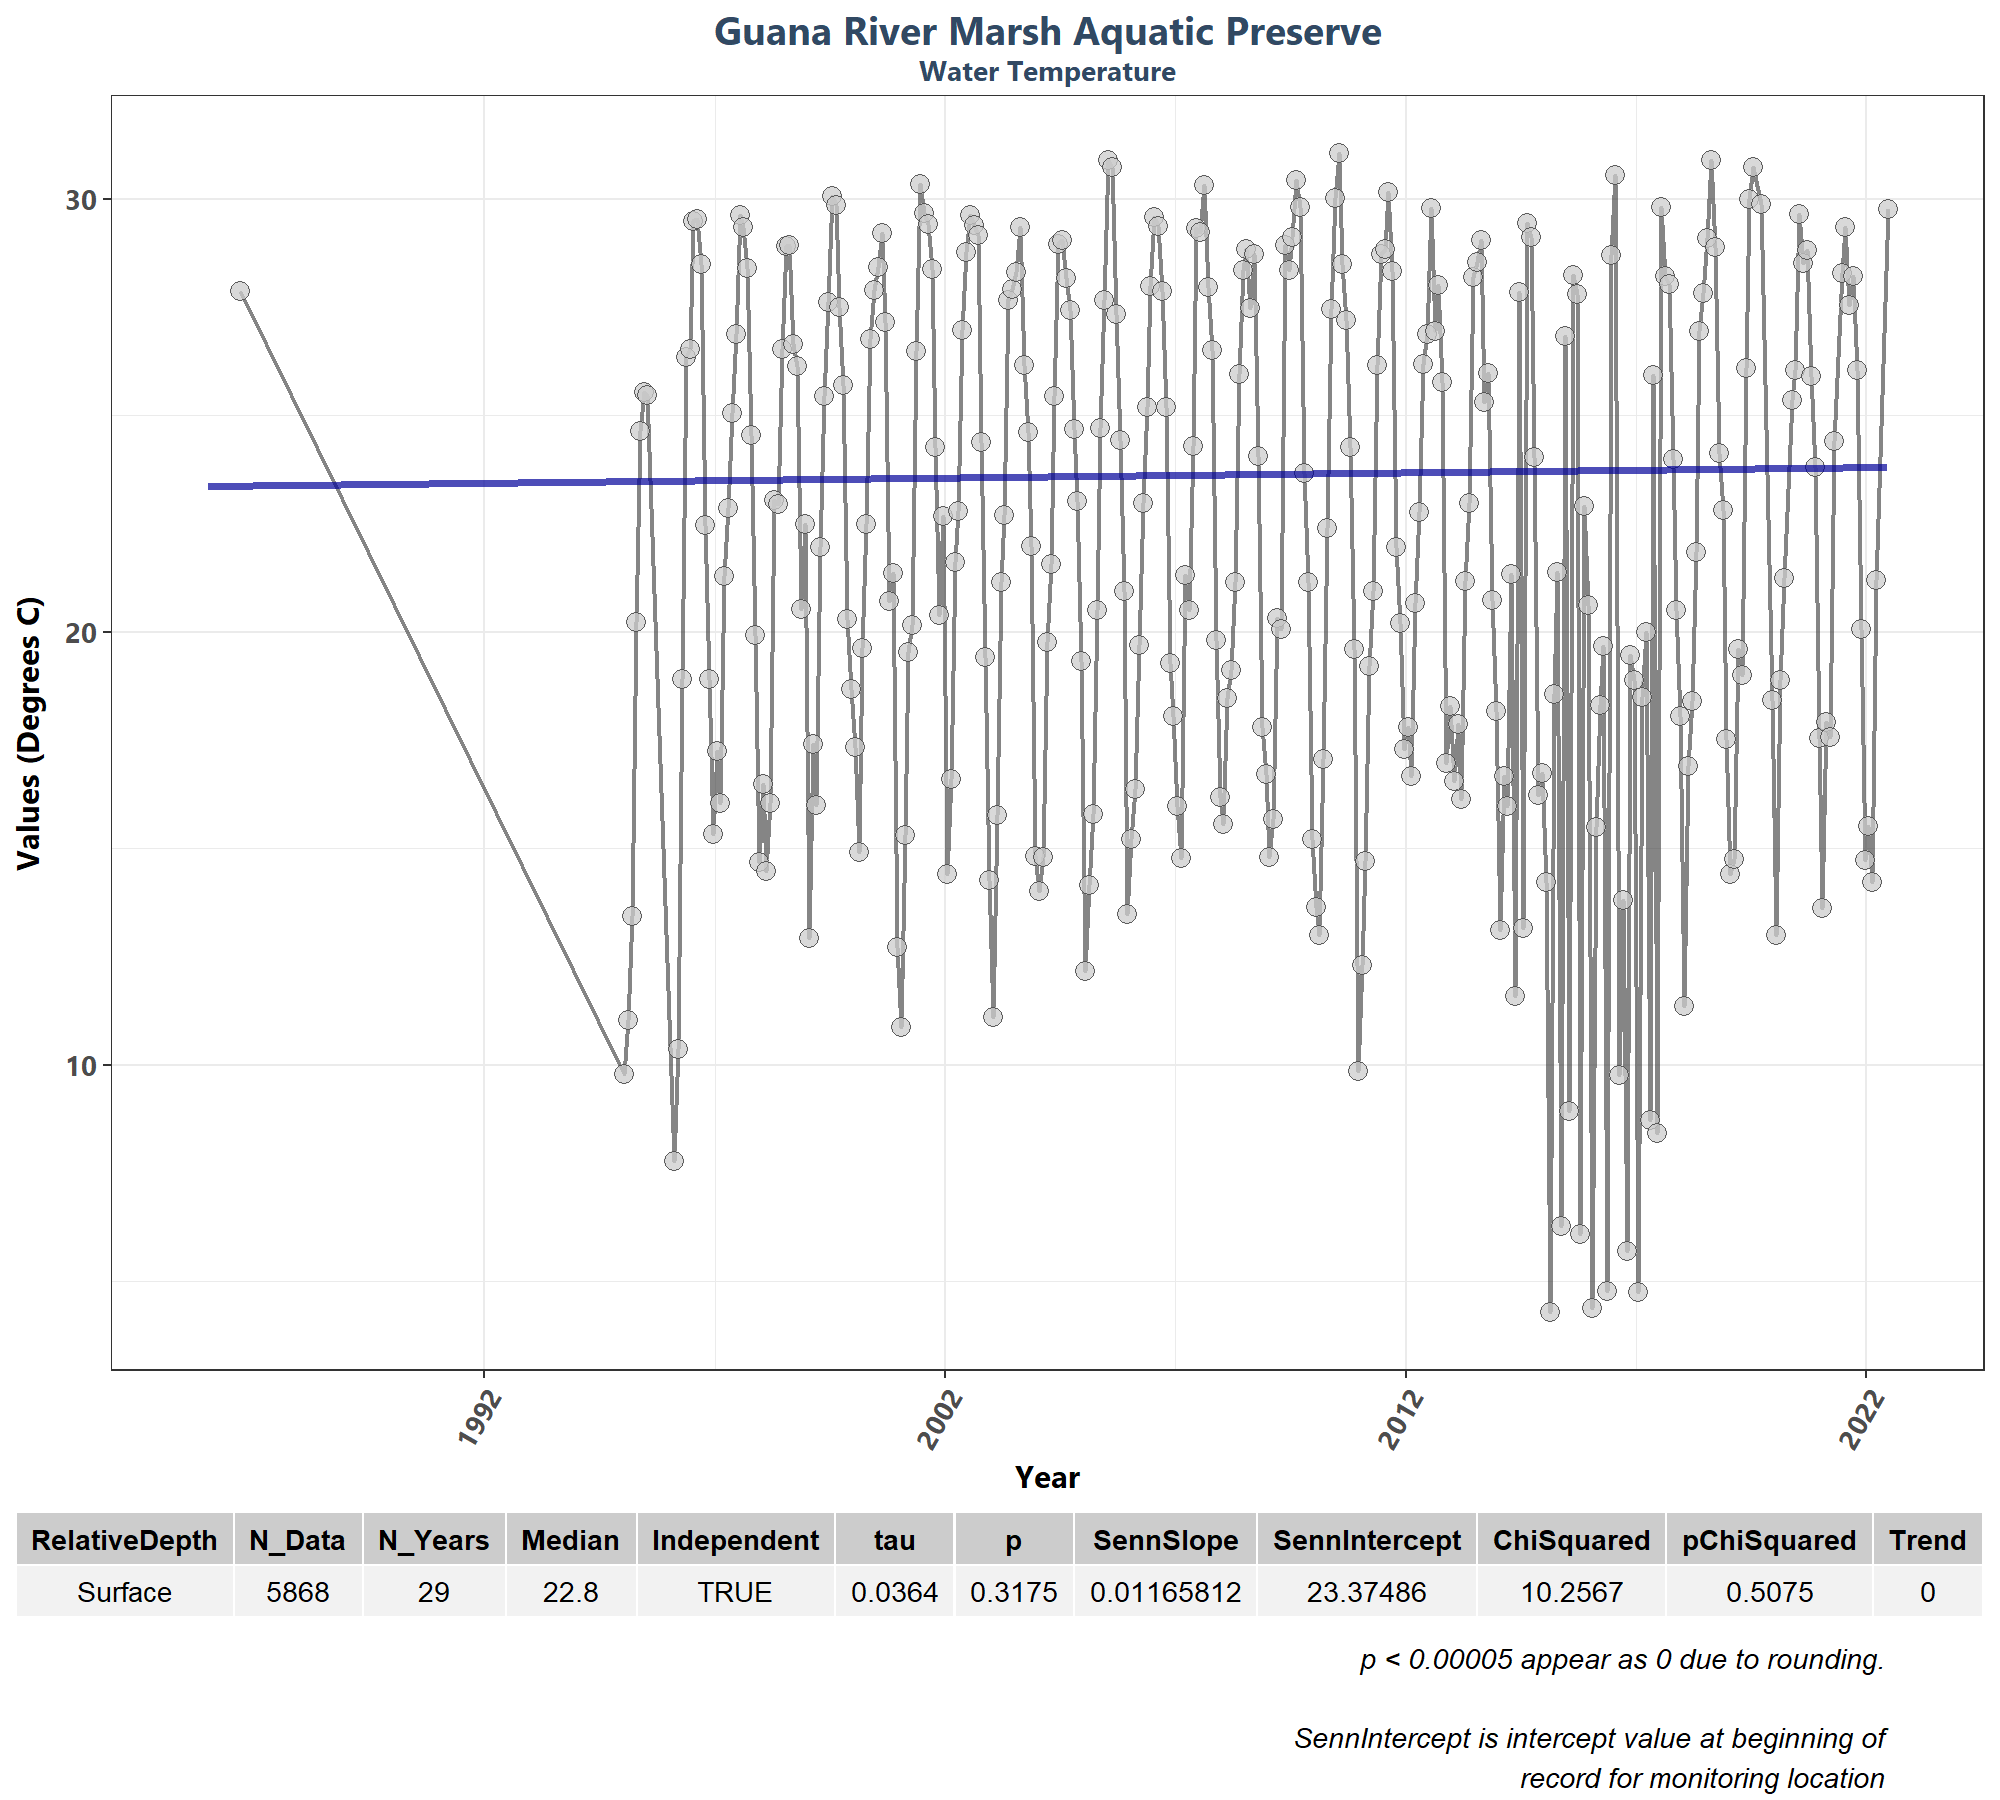 Guana River Marsh Aquatic Preserve
Water Temperature
Values (Degrees C)
30
20
10
1992
2002
2012
2022
Year
RelativeDepth N_Data N_Years Median Independent tau p SennSlope SennIntercept ChiSquared pChiSquared Trend
Surface 5868 29 22.8 TRUE 0.0364 0.3175 0.01165812 23.37486 10.2567 0.5075 0
p < 0.00005 appear as 0 due to rounding.
SennIntercept is intercept value at beginning of
record for monitoring location